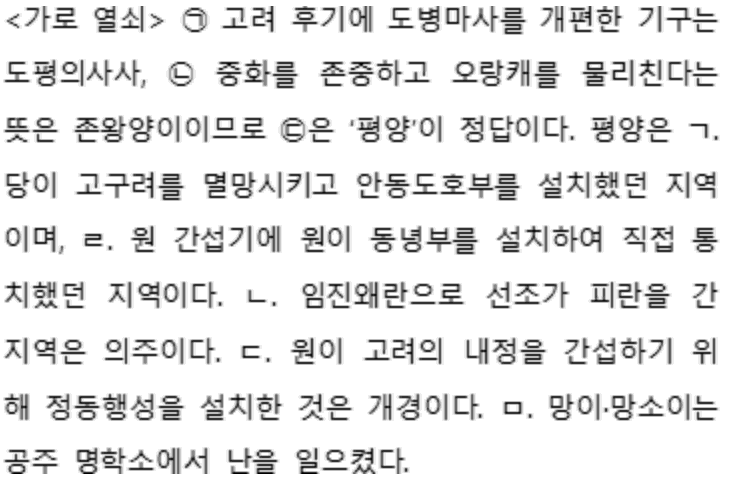 <가로 열쇠> ㉠ 고려 후기에 도병마사를 개편한 기구는
도평의사사, ㉡ 중화를 존중하고 오랑캐를 물리친다는
뜻은 존왕양이이므로 ㉢은 ‘평양’이 정답이다. 평양은 ㄱ.
당이 고구려를 멸망시키고 안동도호부를 설치했던 지역
이며, ㄹ. 원 간섭기에 원이 동녕부를 설치하여 직접 통
치했던 지역이다. ㄴ. 임진왜란으로 선조가 피란을 간
지역은 의주이다. ㄷ. 원이 고려의 내정을 간섭하기 위
해 정동행성을 설치한 것은 개경이다. ㅁ. 망이·망소이는
공주 명학소에서 난을 일으켰다.